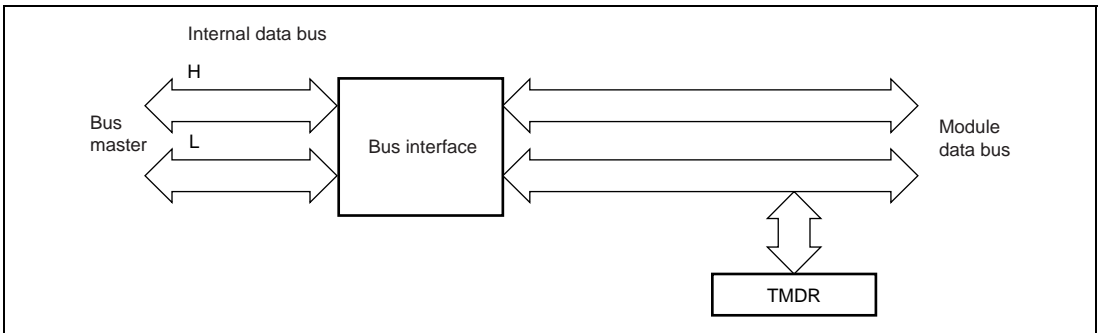 Internal data bus
H
Bus
master
L
Bus interface
Module
data bus
TMDR